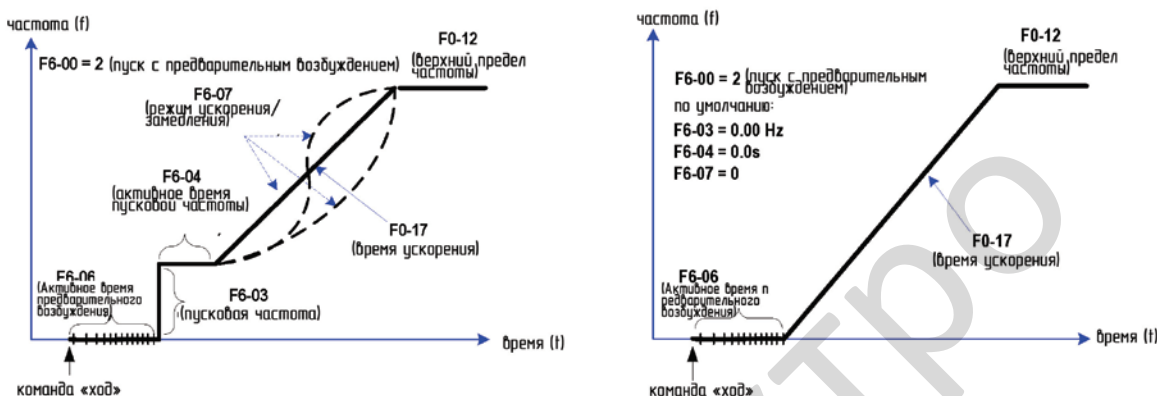 частота (f)
F6-00 = 2 (пуск с предварительным возбуждением)
F0-12
(верхний предел
частоты)
F6-07
(режим ускорения/
замедления)
F6-04
(активное время
пусковой частоты)
F0-17
(время ускорения)
F6-06
(Активное время
предварительного
возбуждения)
F6-03
(пусковая частота)
время (t)
команда «ход»
частота (f)
F0-12
(верхний предел
частоты)
F6-00 = 2 (пуск с предварительным
возбуждением)
по умолчанию:
F6-03 = 0.00 Hz
F6-04 = 0.0s
F6-07 = 0
F0-17
(время ускорения)
F6-06
(Активное время п
редварительного
возбуждения)
время (t)
команда «ход»